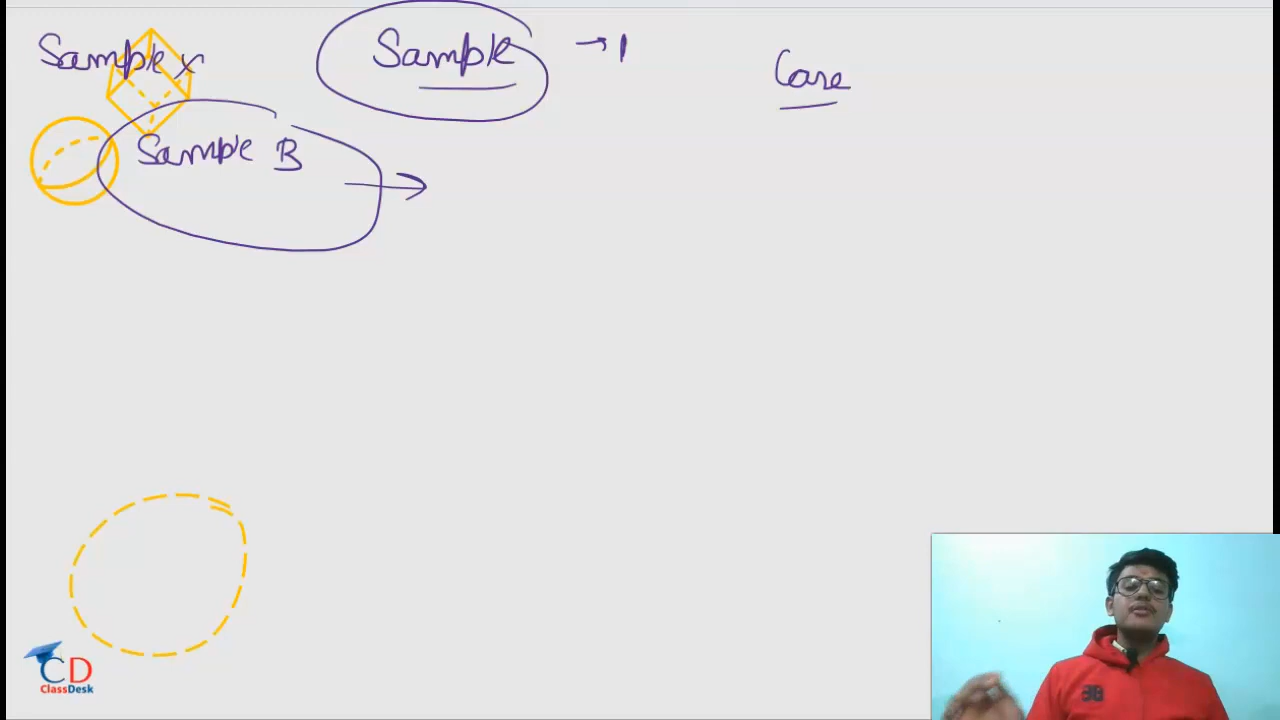 Sample x
Sample → 1
Case
Sample B →
CD
ClassDesk